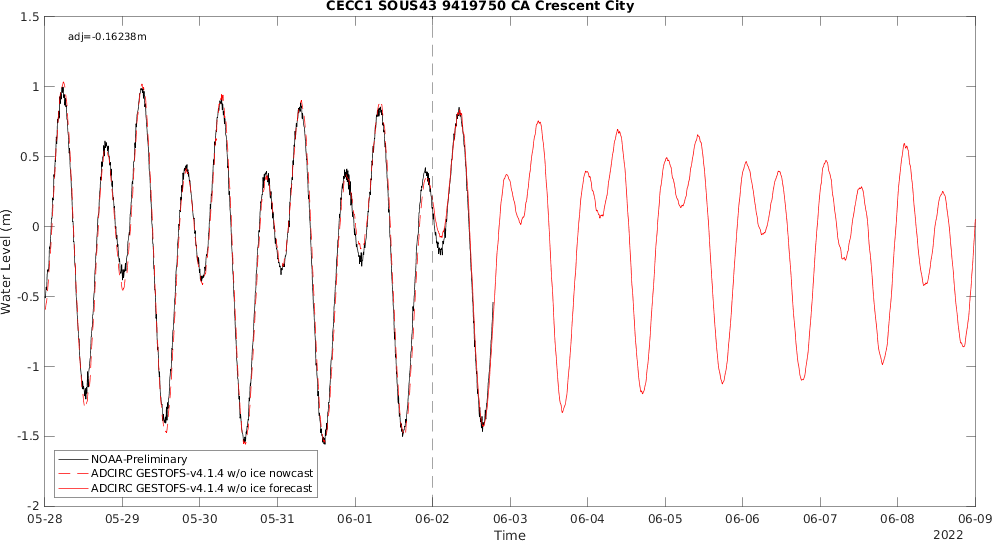 CECC1 SOUS43 9419750 CA Crescent City
adj=-0.16238m
1.5
1
0.5
0
-0.5
-1
-1.5
-2
Water Level (m)
NOAA-Preliminary
ADCIRC GESTOFS-v4.1.4 w/o ice nowcast
ADCIRC GESTOFS-v4.1.4 w/o ice forecast
05-28 05-29 05-30 05-31 06-01 06-02 06-03 06-04 06-05 06-06 06-07 06-08 06-09
Time
2022